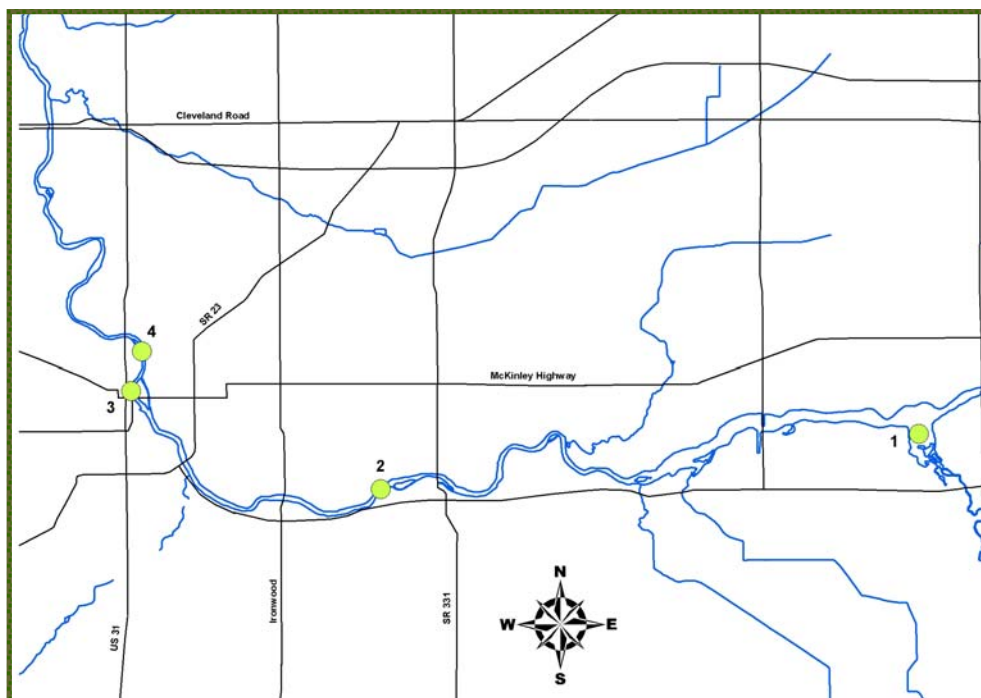 Cleveland Road
SR 23
4
McKinley Highway
3
1
2
N
W E
S
US 31
Ironwood
SR 331